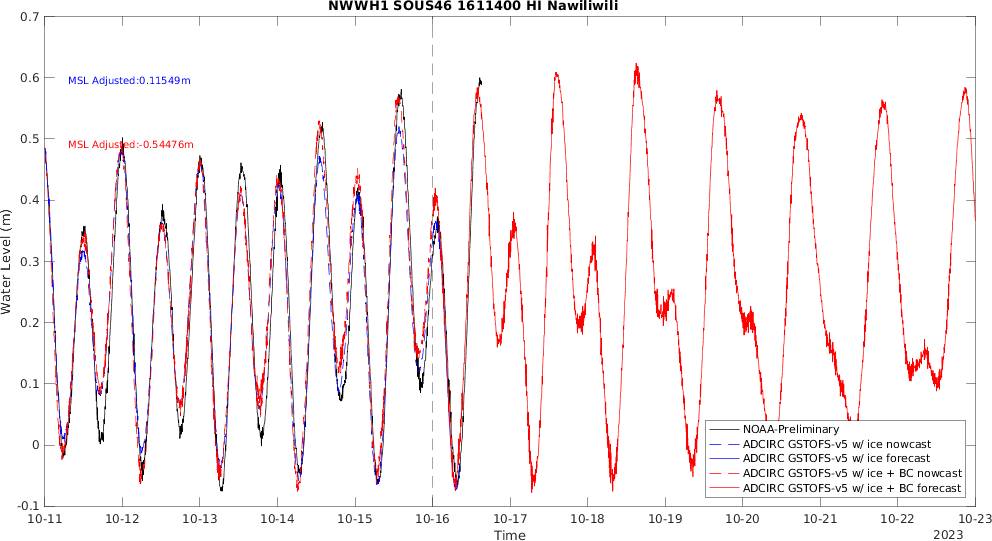 NWWH1 SOUS46 1611400 HI Nawiliwili
0.7
0.6
0.5
0.4
0.3
0.2
0.1
0
-0.1
Water Level (m)
MSL Adjusted:0.11549m
MSL Adjusted:-0.54476m
NOAA-Preliminary
ADCIRC GSTOFS-v5 w/ ice nowcast
ADCIRC GSTOFS-v5 w/ ice forecast
ADCIRC GSTOFS-v5 w/ ice + BC nowcast
ADCIRC GSTOFS-v5 w/ ice + BC forecast
10-11 10-12 10-13 10-14 10-15 10-16 10-17 10-18 10-19 10-20 10-21 10-22 10-23
Time
2023